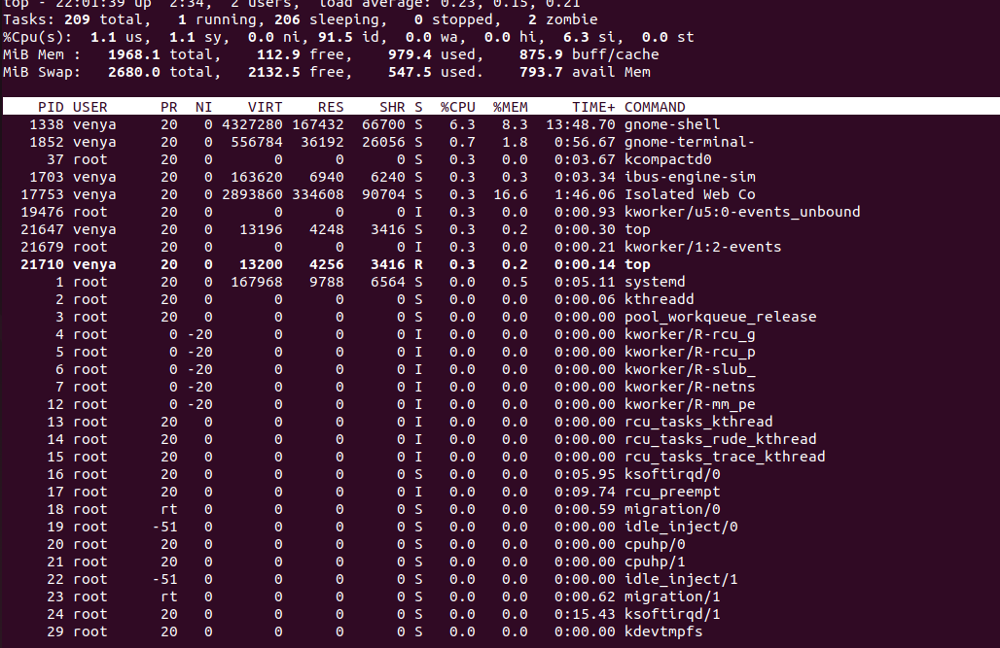 top - 22:01:39 up  2:34,  2 users,  load average: 0.23, 0.15, 0.21
Tasks: 209 total,   1 running, 206 sleeping,   0 stopped,   2 zombie
%Cpu(s):  1.1 us,  1.1 sy,  0.0 ni, 91.5 id,  0.0 wa,  0.0 hi,  6.3 si,  0.0 st
MiB Mem :   1968.1 total,    112.9 free,    979.4 used,    875.9 buff/cache
MiB Swap:   2680.0 total,   2132.5 free,    547.5 used.    793.7 avail Mem
    PID USER      PR  NI    VIRT    RES    SHR S  %CPU  %MEM     TIME+ COMMAND
   1338 venya     20   0 4327280 167432  66700 S   6.3   8.3  13:48.70 gnome-shell
   1852 venya     20   0  556784  36192  26056 S   0.7   1.8   0:56.67 gnome-terminal-
     37 root      20   0       0      0      0 S   0.3   0.0   0:03.67 kcompactd0
   1703 venya     20   0  163620   6940   6240 S   0.3   0.3   0:03.34 ibus-engine-sim
  17753 venya     20   0 2893860 334608  90704 S   0.3  16.6   1:46.06 Isolated Web Co
  19476 root      20   0       0      0      0 I   0.3   0.0   0:00.93 kworker/u5:0-events_unbound
  21647 venya     20   0   13196   4248   3416 S   0.3   0.2   0:00.30 top
  21679 root      20   0       0      0      0 I   0.3   0.0   0:00.21 kworker/1:2-events
  21710 venya     20   0   13200   4256   3416 R   0.3   0.2   0:00.14 top
      1 root      20   0  167968   9788   6564 S   0.0   0.5   0:05.11 systemd
      2 root      20   0       0      0      0 S   0.0   0.0   0:00.06 kthreadd
      3 root      20   0       0      0      0 S   0.0   0.0   0:00.00 pool_workqueue_release
      4 root       0 -20       0      0      0 I   0.0   0.0   0:00.00 kworker/R-rcu_g
      5 root       0 -20       0      0      0 I   0.0   0.0   0:00.00 kworker/R-rcu_p
      6 root       0 -20       0      0      0 I   0.0   0.0   0:00.00 kworker/R-slub_
      7 root       0 -20       0      0      0 I   0.0   0.0   0:00.00 kworker/R-netns
     12 root       0 -20       0      0      0 I   0.0   0.0   0:00.00 kworker/R-mm_pe
     13 root      20   0       0      0      0 I   0.0   0.0   0:00.00 rcu_tasks_kthread
     14 root      20   0       0      0      0 I   0.0   0.0   0:00.00 rcu_tasks_rude_kthread
     15 root      20   0       0      0      0 I   0.0   0.0   0:00.00 rcu_tasks_trace_kthread
     16 root      20   0       0      0      0 S   0.0   0.0   0:05.95 ksoftirqd/0
     17 root      20   0       0      0      0 I   0.0   0.0   0:09.74 rcu_preempt
     18 root      rt   0       0      0      0 S   0.0   0.0   0:00.59 migration/0
     19 root     -51   0       0      0      0 S   0.0   0.0   0:00.00 idle_inject/0
     20 root      20   0       0      0      0 S   0.0   0.0   0:00.00 cpuhp/0
     21 root      20   0       0      0      0 S   0.0   0.0   0:00.00 cpuhp/1
     22 root     -51   0       0      0      0 S   0.0   0.0   0:00.00 idle_inject/1
     23 root      rt   0       0      0      0 S   0.0   0.0   0:00.62 migration/1
     24 root      20   0       0      0      0 S   0.0   0.0   0:15.43 ksoftirqd/1
     29 root      20   0       0      0      0 S   0.0   0.0   0:00.00 kdevtmpfs